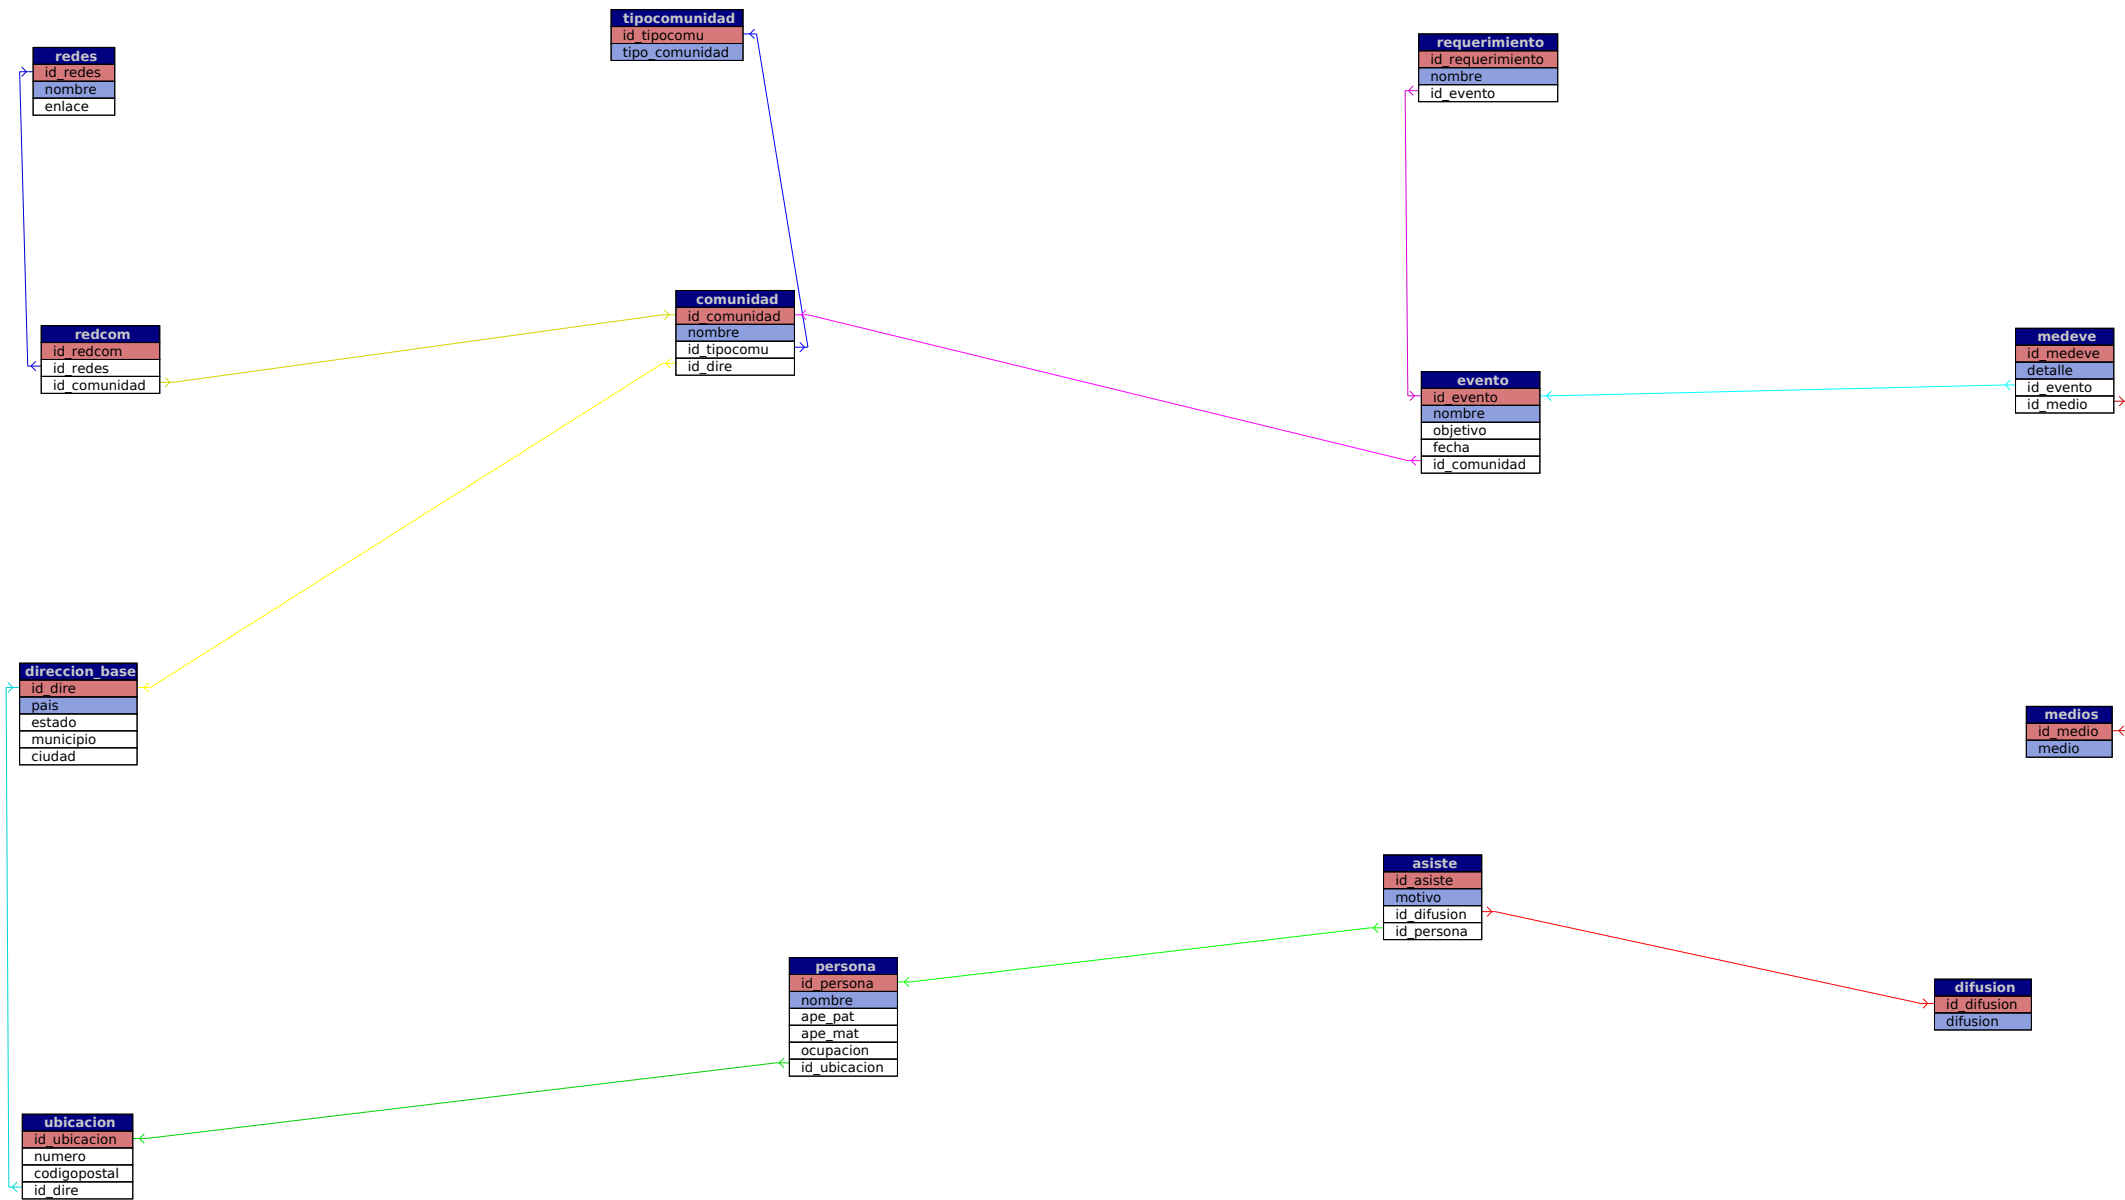 tipocomunidad
id_tipocomu
tipo_comunidad
redes
id_redes
nombre
enlace
requerimiento
id_requerimiento
nombre
id_evento
comunidad
id_comunidad
nombre
id_tipocomu
id_dire
redcom
id_redcom
id_redes
id_comunidad
medeve
id_medeve
detalle
id_evento
id_medio
evento
id_evento
nombre
objetivo
fecha
id_comunidad
direccion_base
id_dire
pais
estado
municipio
ciudad
medios
id_medio
medio
asiste
id_asiste
motivo
id_difusion
id_persona
persona
id_persona
nombre
ape_pat
ape_mat
ocupacion
id_ubicacion
difusion
id_difusion
difusion
ubicacion
id_ubicacion
numero
codigopostal
id_dire